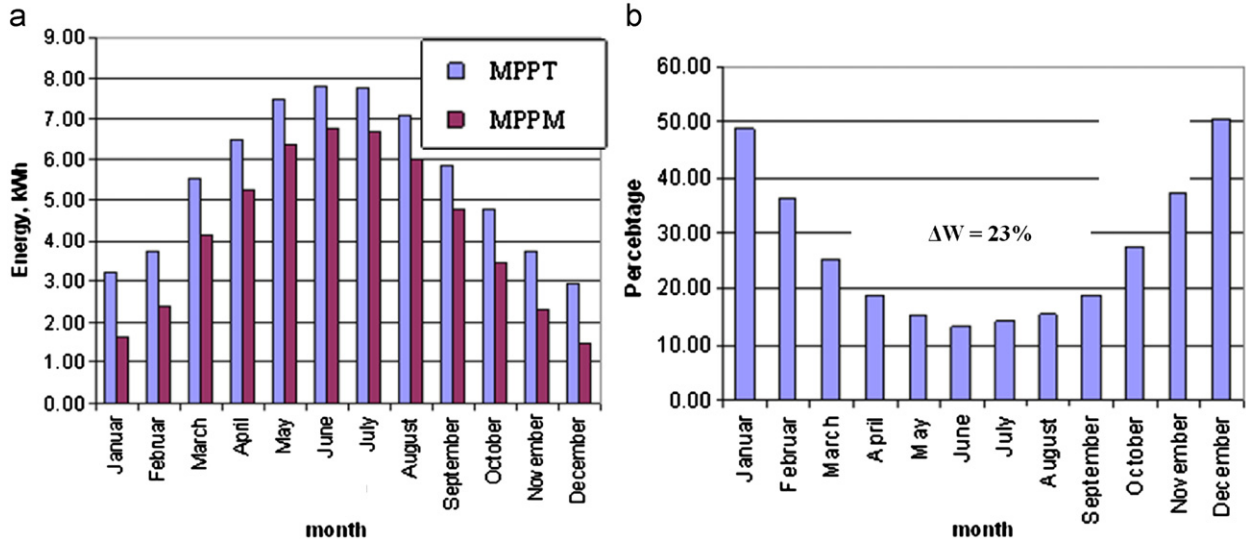 a
9.00
8.00
7.00
6.00
5.00
4.00
3.00
2.00
1.00
0.00
Energy, kWh
MPPT
MPPM
Januar
Februar
March
April
May
June
July
August
September
October
November
December
month
b
60.00
50.00
40.00
30.00
20.00
10.00
0.00
Percebtage
ΔW = 23%
Januar
Februar
March
April
May
June
July
August
September
October
November
December
month